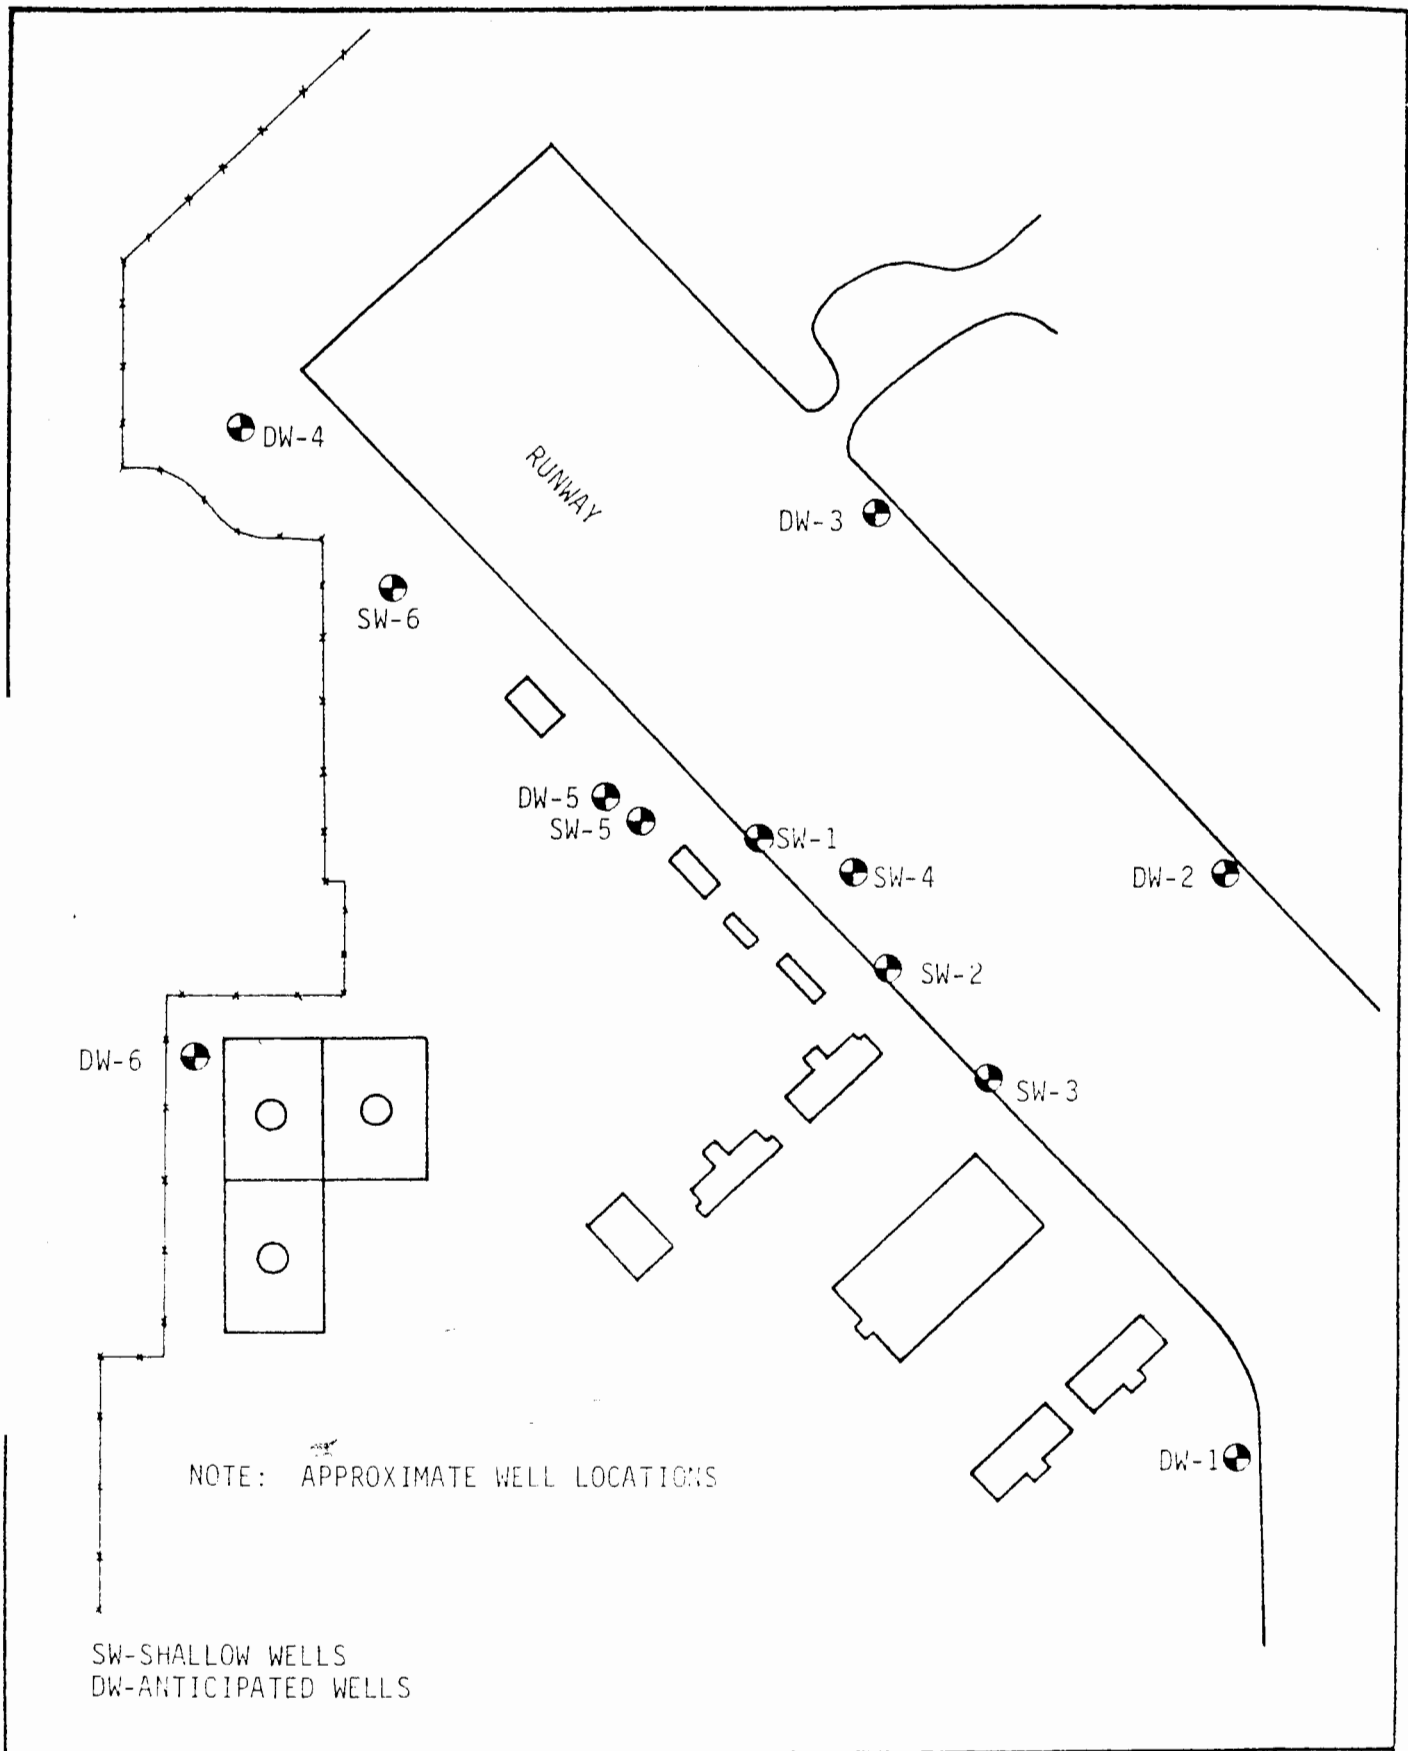 DW-4
RUNWAY
DW-3
SW-6
DW-5
SW-5
SW-1
SW-4
DW-2
SW-2
DW-6
SW-3
DW-1
NOTE: APPROXIMATE WELL LOCATIONS
SW-SHALLOW WELLS
DW-ANTICIPATED WELLS